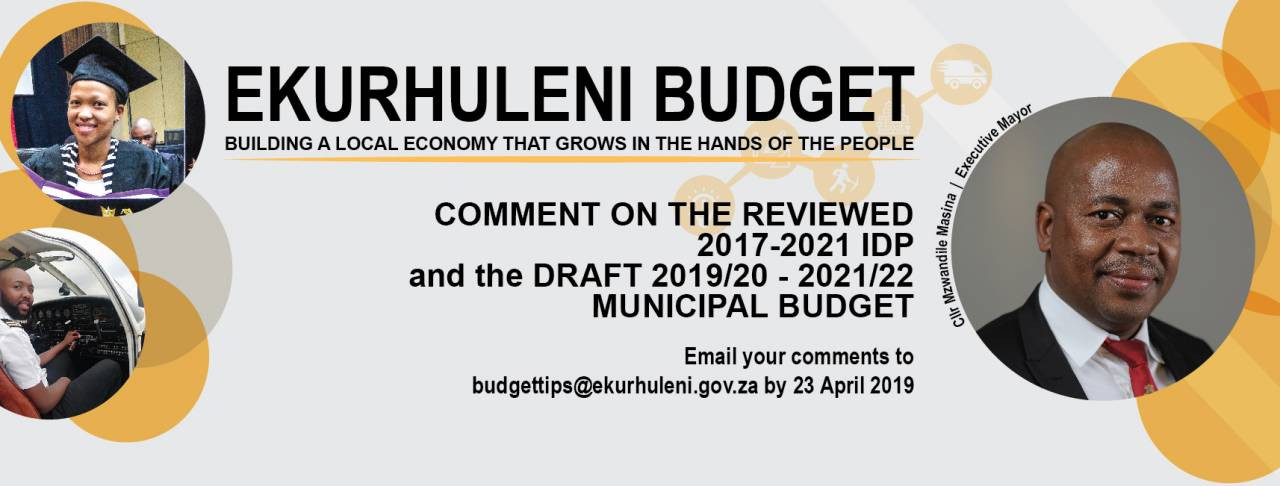 EKURHULENI BUDGET
BUILDING A LOCAL ECONOMY THAT GROWS IN THE HANDS OF THE PEOPLE
COMMENT ON THE REVIEWED
2017-2021 IDP
and the DRAFT 2019/20 - 2021/22
MUNICIPAL BUDGET
Email your comments to
budgettips@ekurhuleni.gov.za by 23 April 2019
Cllr Mzwandile Masina | Executive Mayor